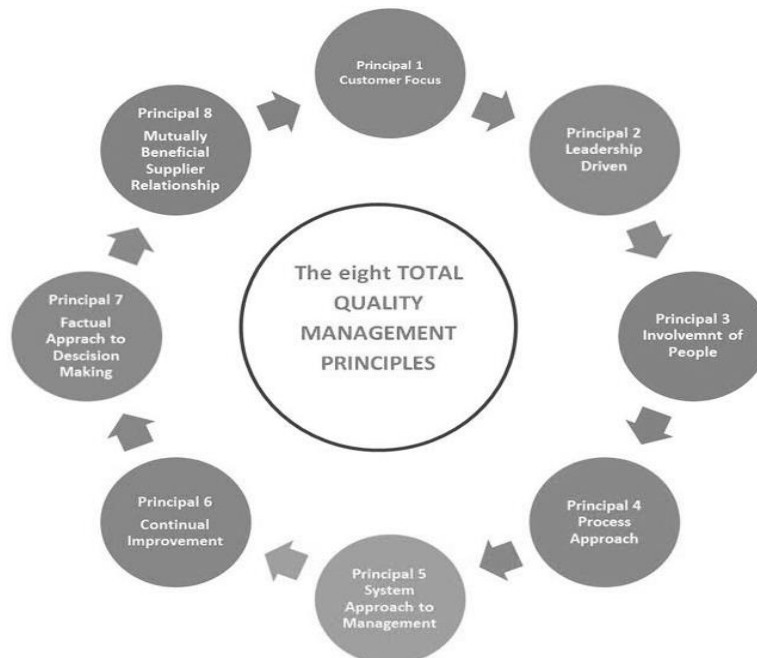 The eight TOTAL
QUALITY
MANAGEMENT
PRINCIPLES
Principal 1
Customer Focus
Principal 2
Leadership
Driven
Principal 3
Involvemnt of
People
Principal 4
Process
Approach
Principal 5
System
Approach to
Management
Principal 6
Continual
Improvement
Principal 7
Factual
Apprach to
Descision
Making
Principal 8
Mutually
Beneficial
Supplier
Relationship